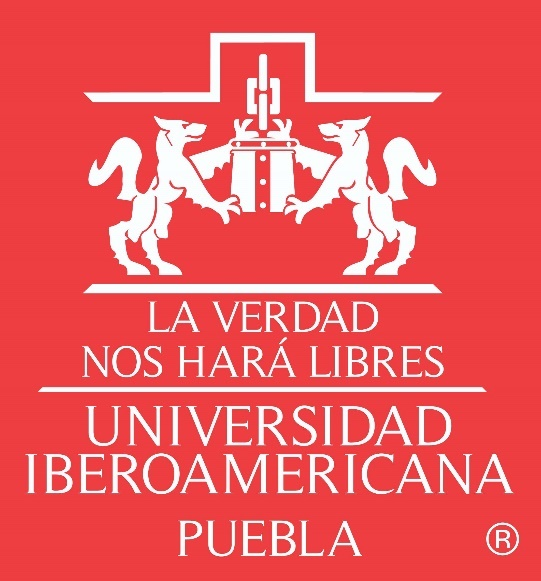 LA VERDAD
NOS HARÁ LIBRES
UNIVERSIDAD
IBEROAMERICANA
PUEBLA ®